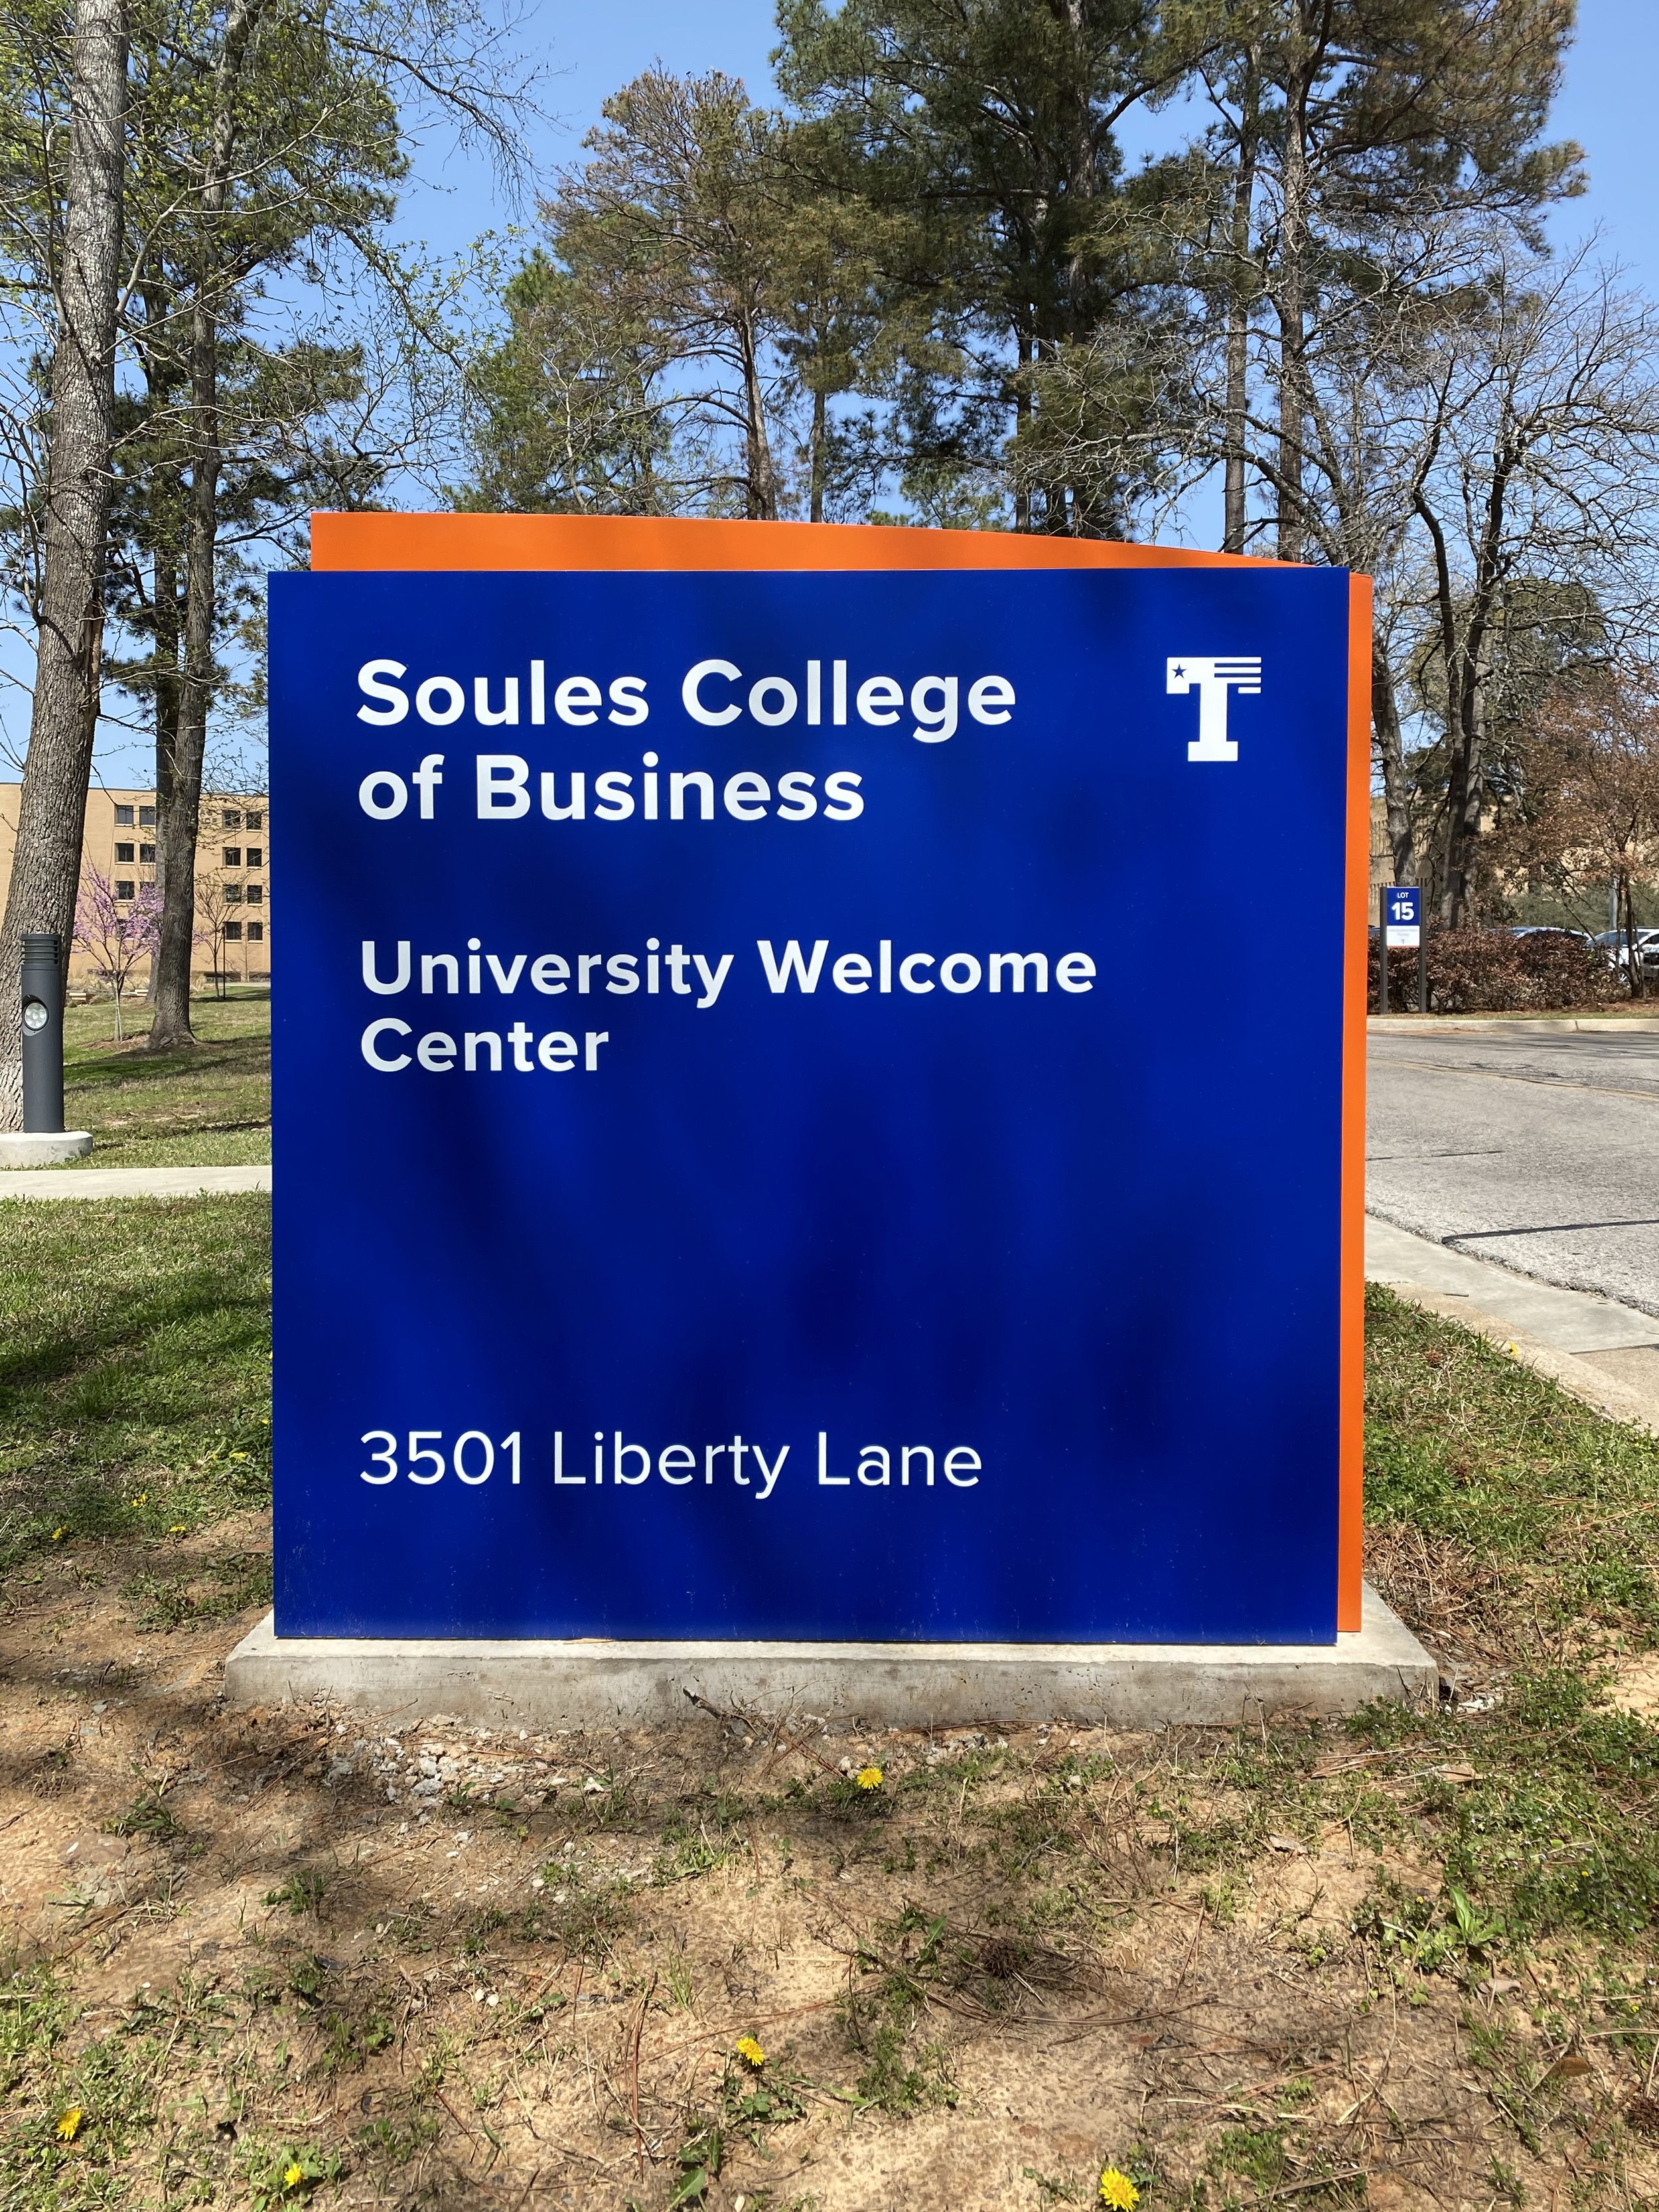 Soules College
of Business
University Welcome
Center
3501 Liberty Lane
LOT
15